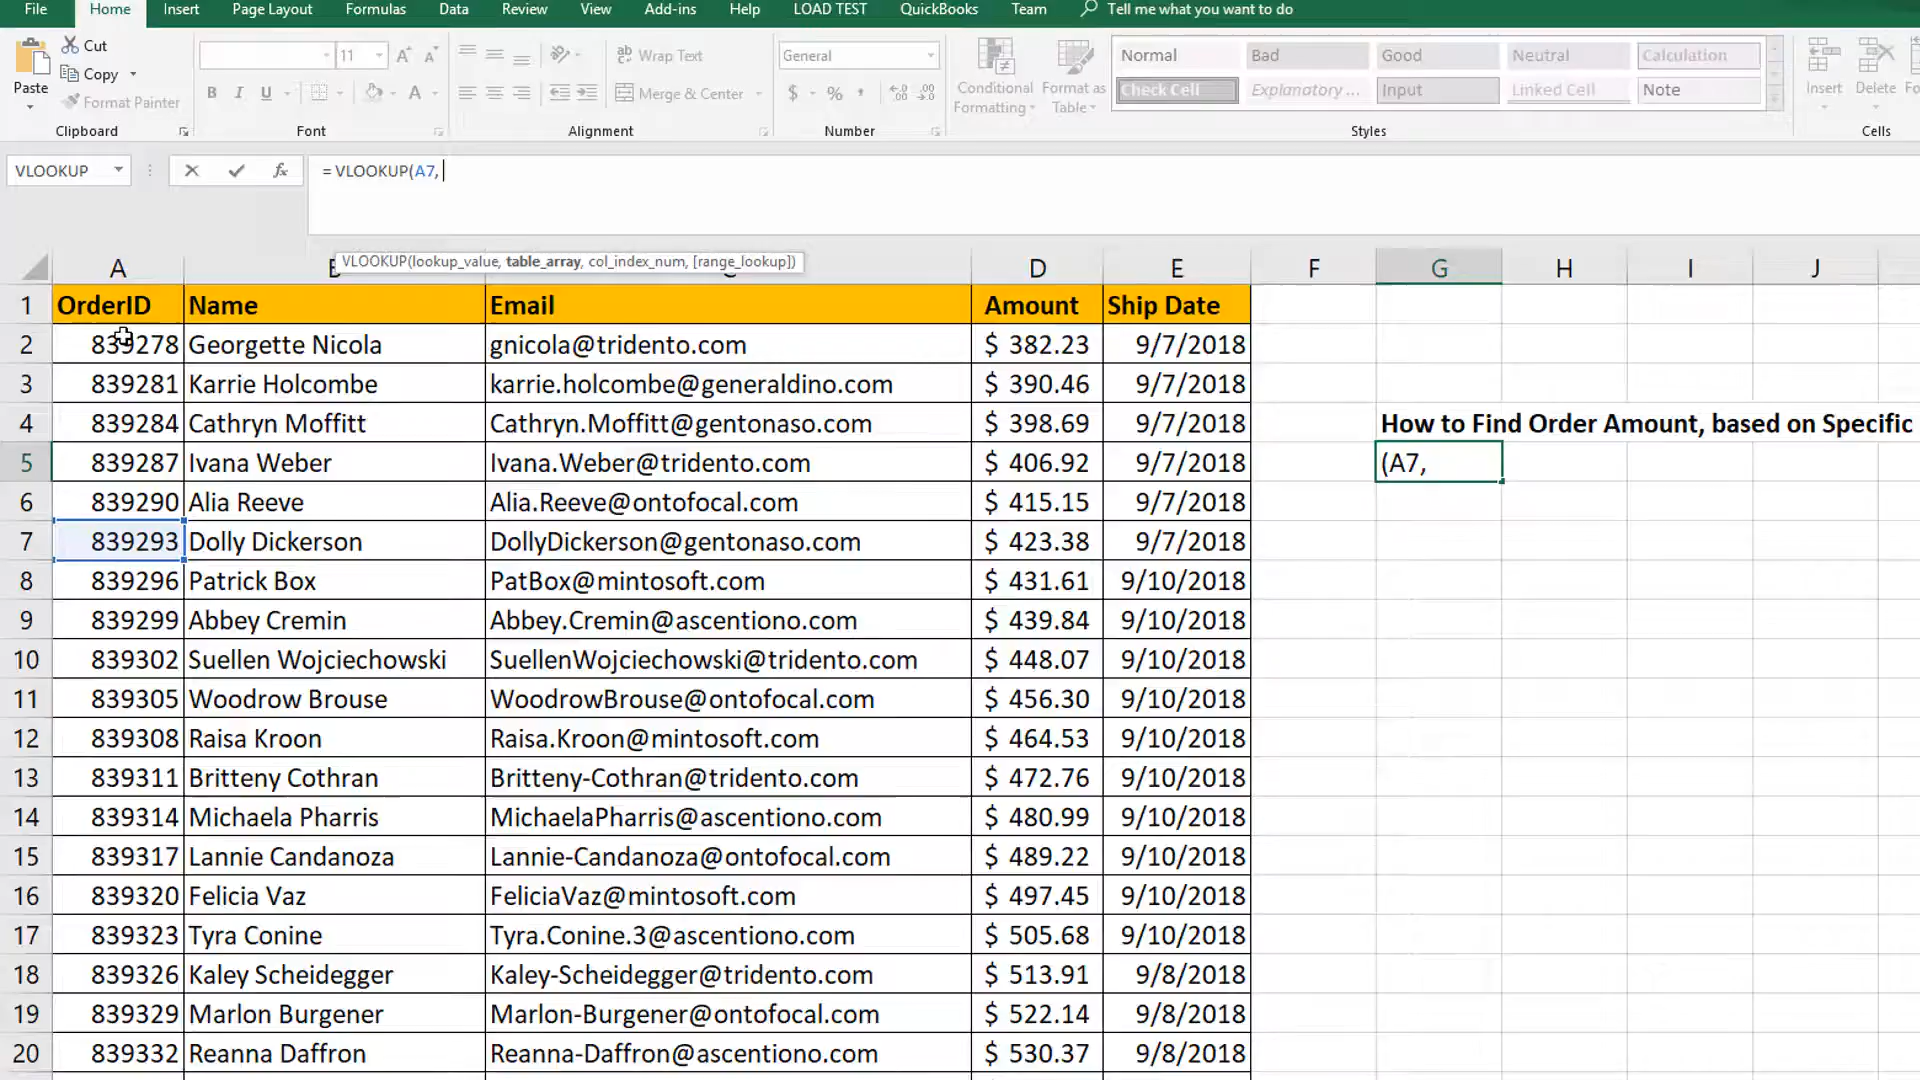 File Home Insert Page Layout Formulas Data Review View Add-ins Help LOAD TEST QuickBooks Team Tell me what you want to do
Cut
Copy
Format Painter
Paste
Clipboard
11
B I U
Font
Wrap Text
Merge & Center
Alignment
General
$ % ,
Number
Conditional Formatting
Format as Table
Normal Bad Good Neutral Calculation
Check Cell Explanatory ... Input Linked Cell Note
Styles
Insert Delete
Cells
VLOOKUP fx = VLOOKUP(A7,
VLOOKUP(lookup_value, table_array, col_index_num, [range_lookup])
A D E F G H I J
1 OrderID Name Email Amount Ship Date
2 839278 Georgette Nicola gnicola@tridento.com $ 382.23 9/7/2018
3 839281 Karrie Holcombe karrie.holcombe@generaldino.com $ 390.46 9/7/2018
4 839284 Cathryn Moffitt Cathryn.Moffitt@gentonaso.com $ 398.69 9/7/2018 How to Find Order Amount, based on Specific
5 839287 Ivana Weber Ivana.Weber@tridento.com $ 406.92 9/7/2018 (A7,
6 839290 Alia Reeve Alia.Reeve@ontofocal.com $ 415.15 9/7/2018
7 839293 Dolly Dickerson DollyDickerson@gentonaso.com $ 423.38 9/7/2018
8 839296 Patrick Box PatBox@mintosoft.com $ 431.61 9/10/2018
9 839299 Abbey Cremin Abbey.Cremin@ascentiono.com $ 439.84 9/10/2018
10 839302 Suellen Wojciechowski SuellenWojciechowski@tridento.com $ 448.07 9/10/2018
11 839305 Woodrow Brouse WoodrowBrouse@ontofocal.com $ 456.30 9/10/2018
12 839308 Raisa Kroon Raisa.Kroon@mintosoft.com $ 464.53 9/10/2018
13 839311 Britteny Cothran Britteny-Cothran@tridento.com $ 472.76 9/10/2018
14 839314 Michaela Pharris MichaelaPharris@ascentiono.com $ 480.99 9/10/2018
15 839317 Lannie Candanoza Lannie-Candanoza@ontofocal.com $ 489.22 9/10/2018
16 839320 Felicia Vaz FeliciaVaz@mintosoft.com $ 497.45 9/10/2018
17 839323 Tyra Conine Tyra.Conine.3@ascentiono.com $ 505.68 9/10/2018
18 839326 Kaley Scheidegger Kaley-Scheidegger@tridento.com $ 513.91 9/8/2018
19 839329 Marlon Burgener Marlon-Burgener@ontofocal.com $ 522.14 9/8/2018
20 839332 Reanna Daffron Reanna-Daffron@ascentiono.com $ 530.37 9/8/2018